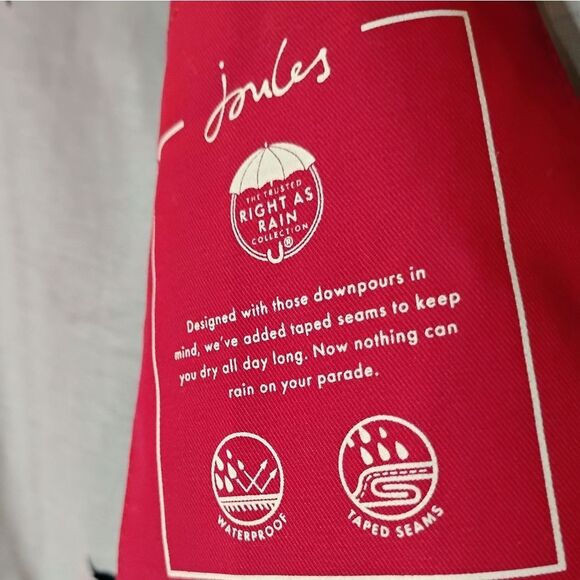 Joules
THE TRUSTED
RIGHT AS
RAIN
COLLECTION
®
Designed with those downpours in
mind, we've added taped seams to keep
you dry all day long. Now nothing can
rain on your parade.
WATERPROOF
TAPED SEAMS